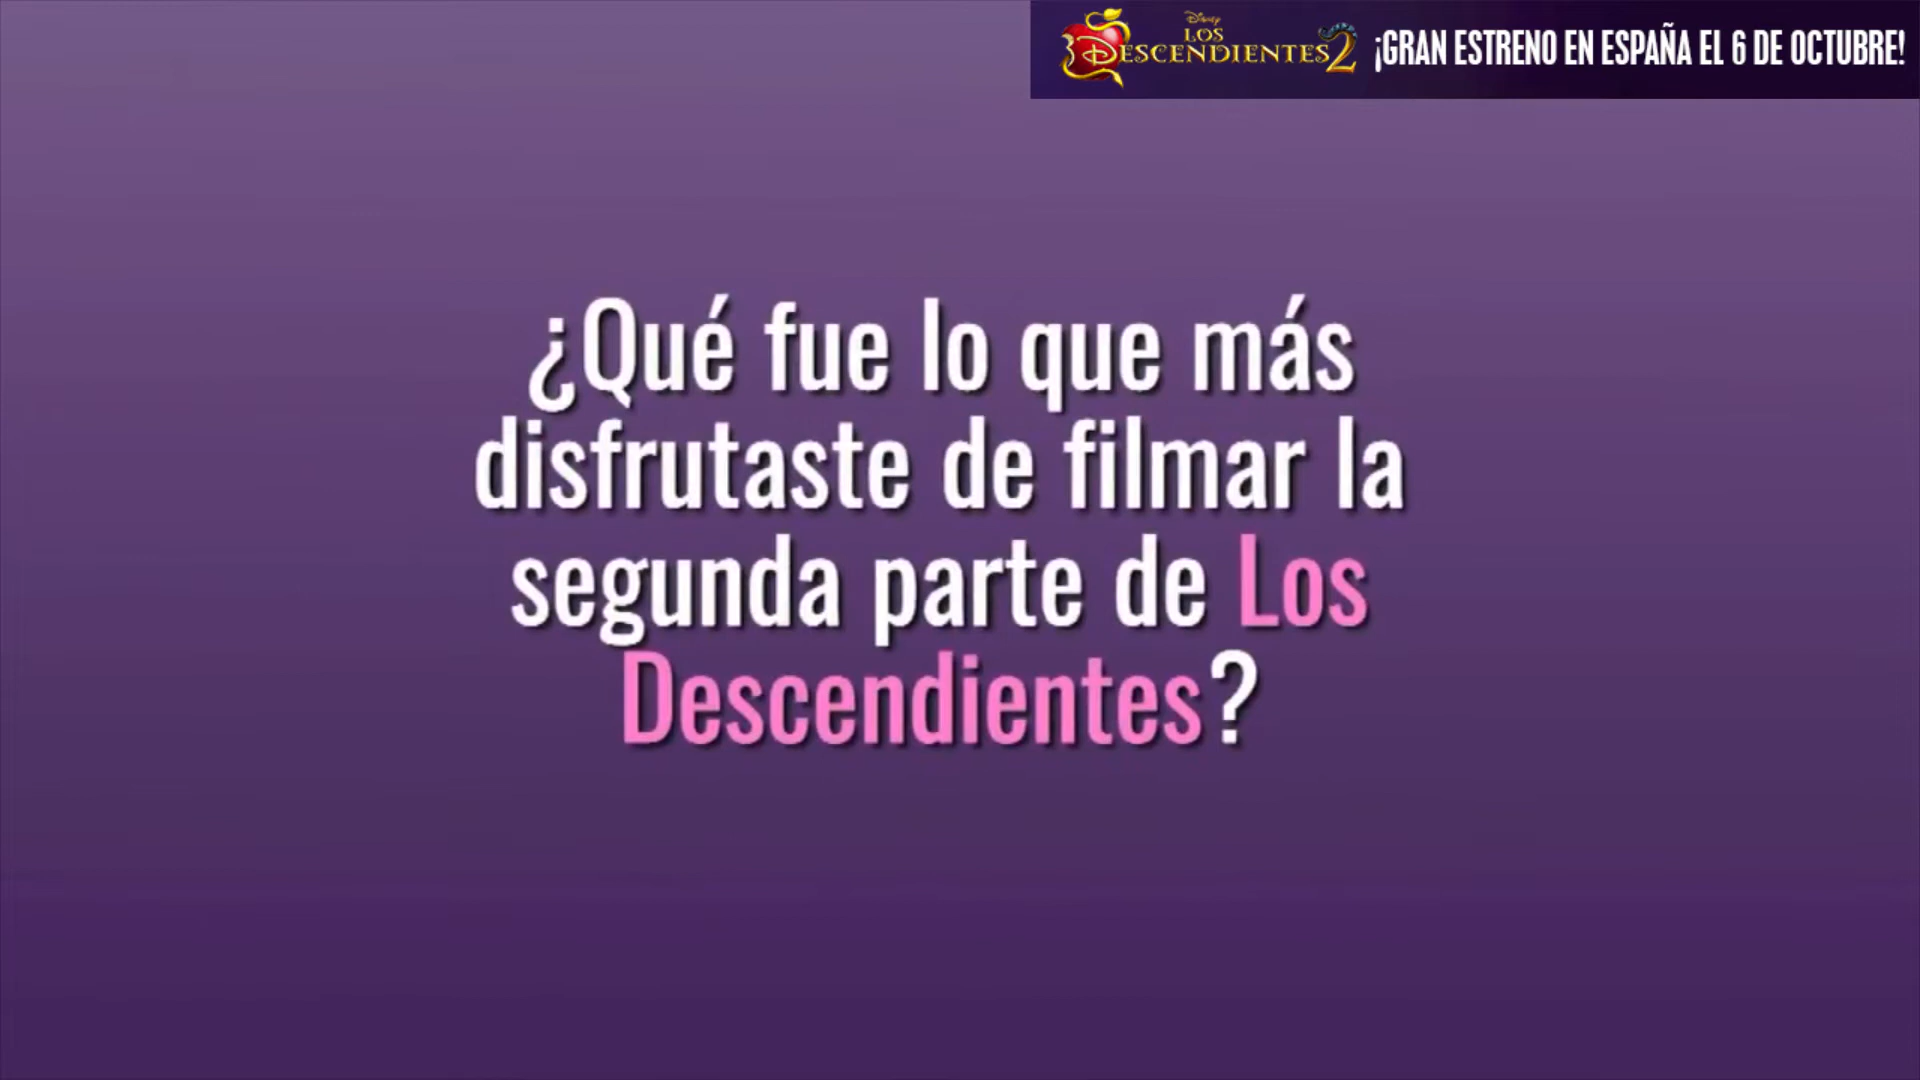 Disney
LOS
DESCENDIENTES 2
¡GRAN ESTRENO EN ESPAÑA EL 6 DE OCTUBRE!
¿Qué fue lo que más
disfrutaste de filmar la
segunda parte de Los
Descendientes?